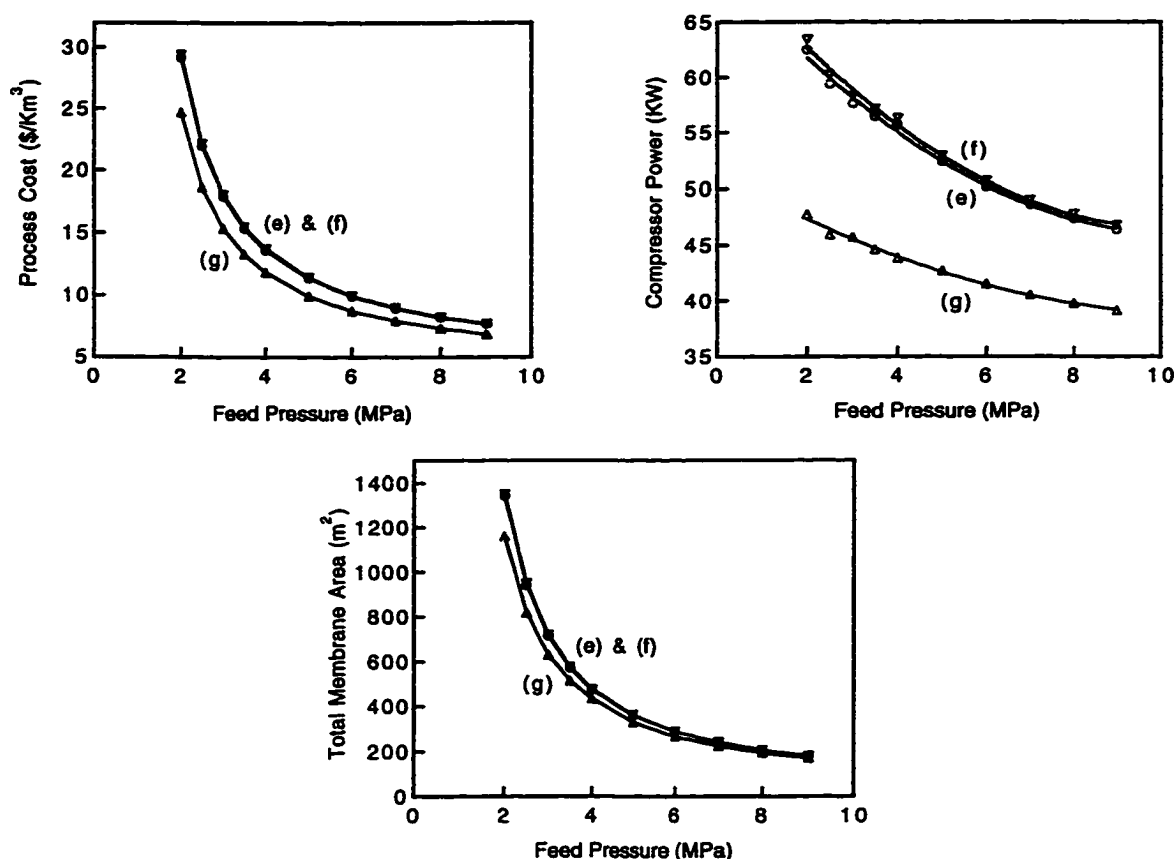 Process Cost ($/Km³)
30
25
20
15
10
5
(e) & (f)
(g)
0 2 4 6 8 10
Feed Pressure (MPa)
Compressor Power (KW)
65
60
55
50
45
40
35
(f)
(e)
(g)
0 2 4 6 8 10
Feed Pressure (MPa)
Total Membrane Area (m²)
1400
1200
1000
800
600
400
200
0
(e) & (f)
(g)
0 2 4 6 8 10
Feed Pressure (MPa)